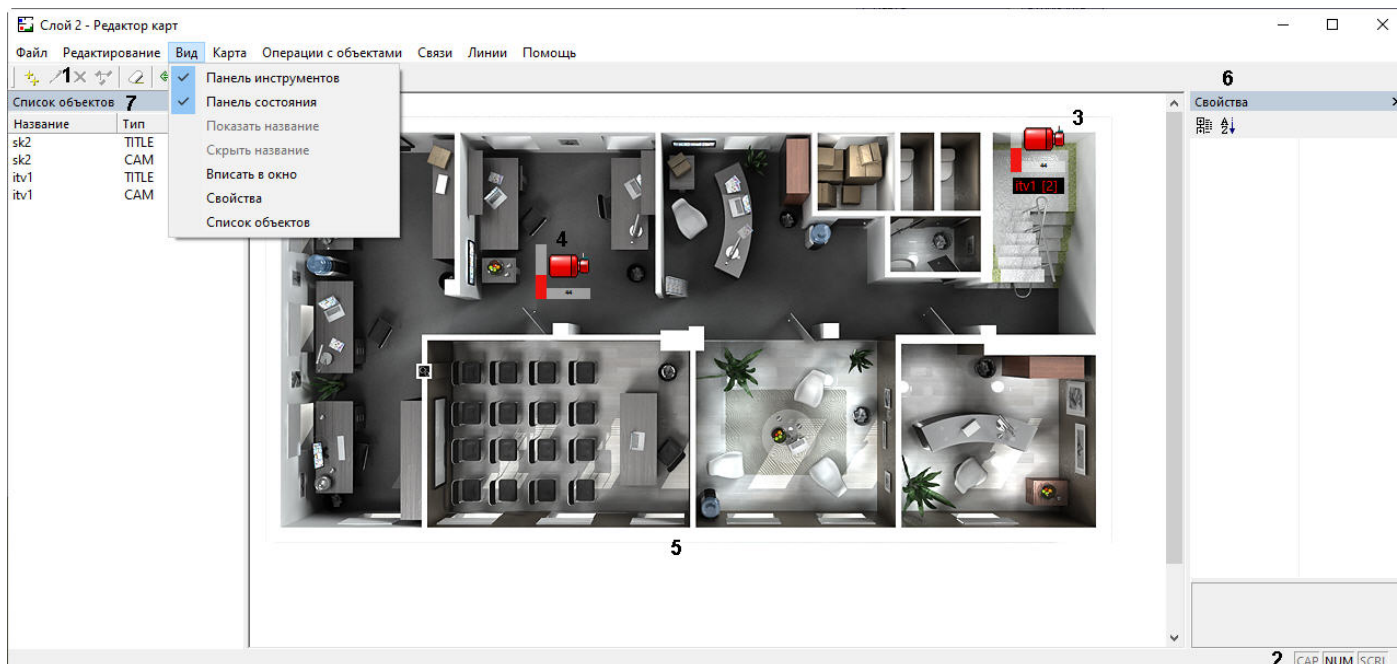 Слой 2 - Редактор карт
Файл Редактирование Вид Карта Операции с объектами Связи Линии Помощь
1
6
Список объектов 7
Название Тип
sk2 TITLE
sk2 CAM
itv1 TITLE
itv1 CAM
Панель инструментов
Панель состояния
Показать название
Скрыть название
Вписать в окно
Свойства
Список объектов
3
itv1 [2]
4
5
Свойства
2 CAP NUM SCRL